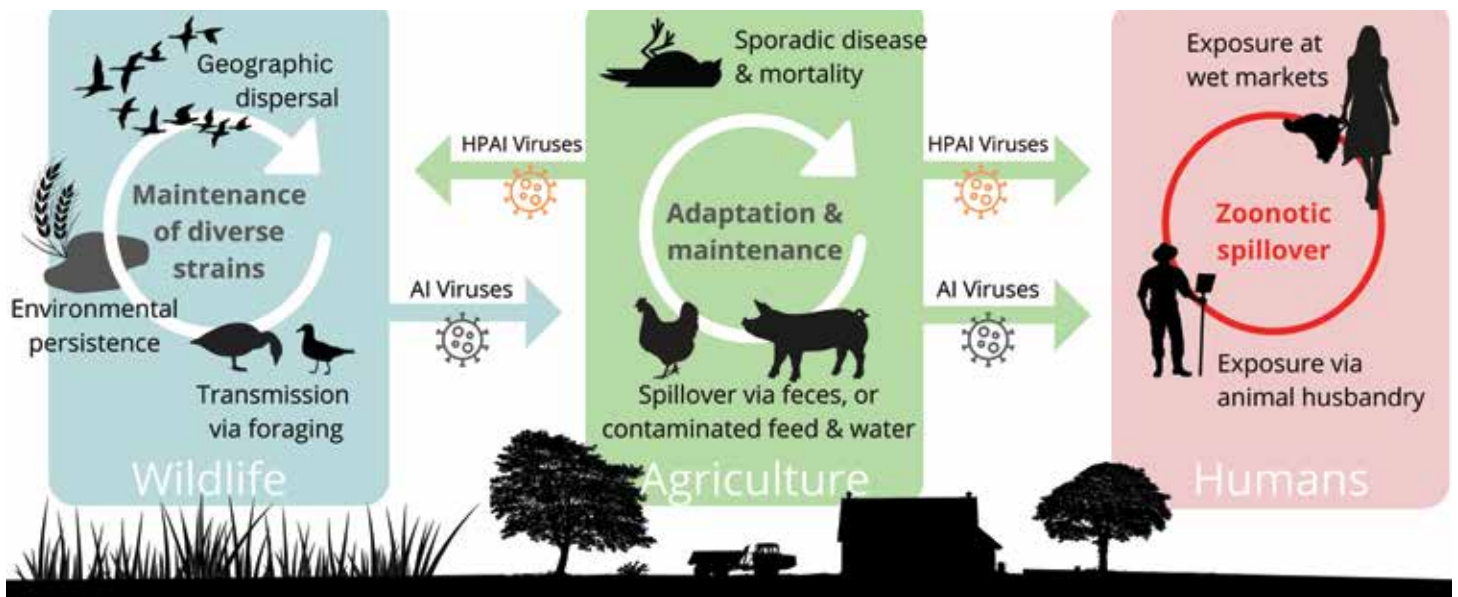 Geographic
dispersal
Maintenance
of diverse
strains
Environmental
persistence
Transmission
via foraging
Wildlife
HPAI Viruses
AI Viruses
Sporadic disease
& mortality
Adaptation &
maintenance
Spillover via feces, or
contaminated feed & water
Agriculture
HPAI Viruses
AI Viruses
Exposure at
wet markets
Zoonotic
spillover
Exposure via
animal husbandry
Humans